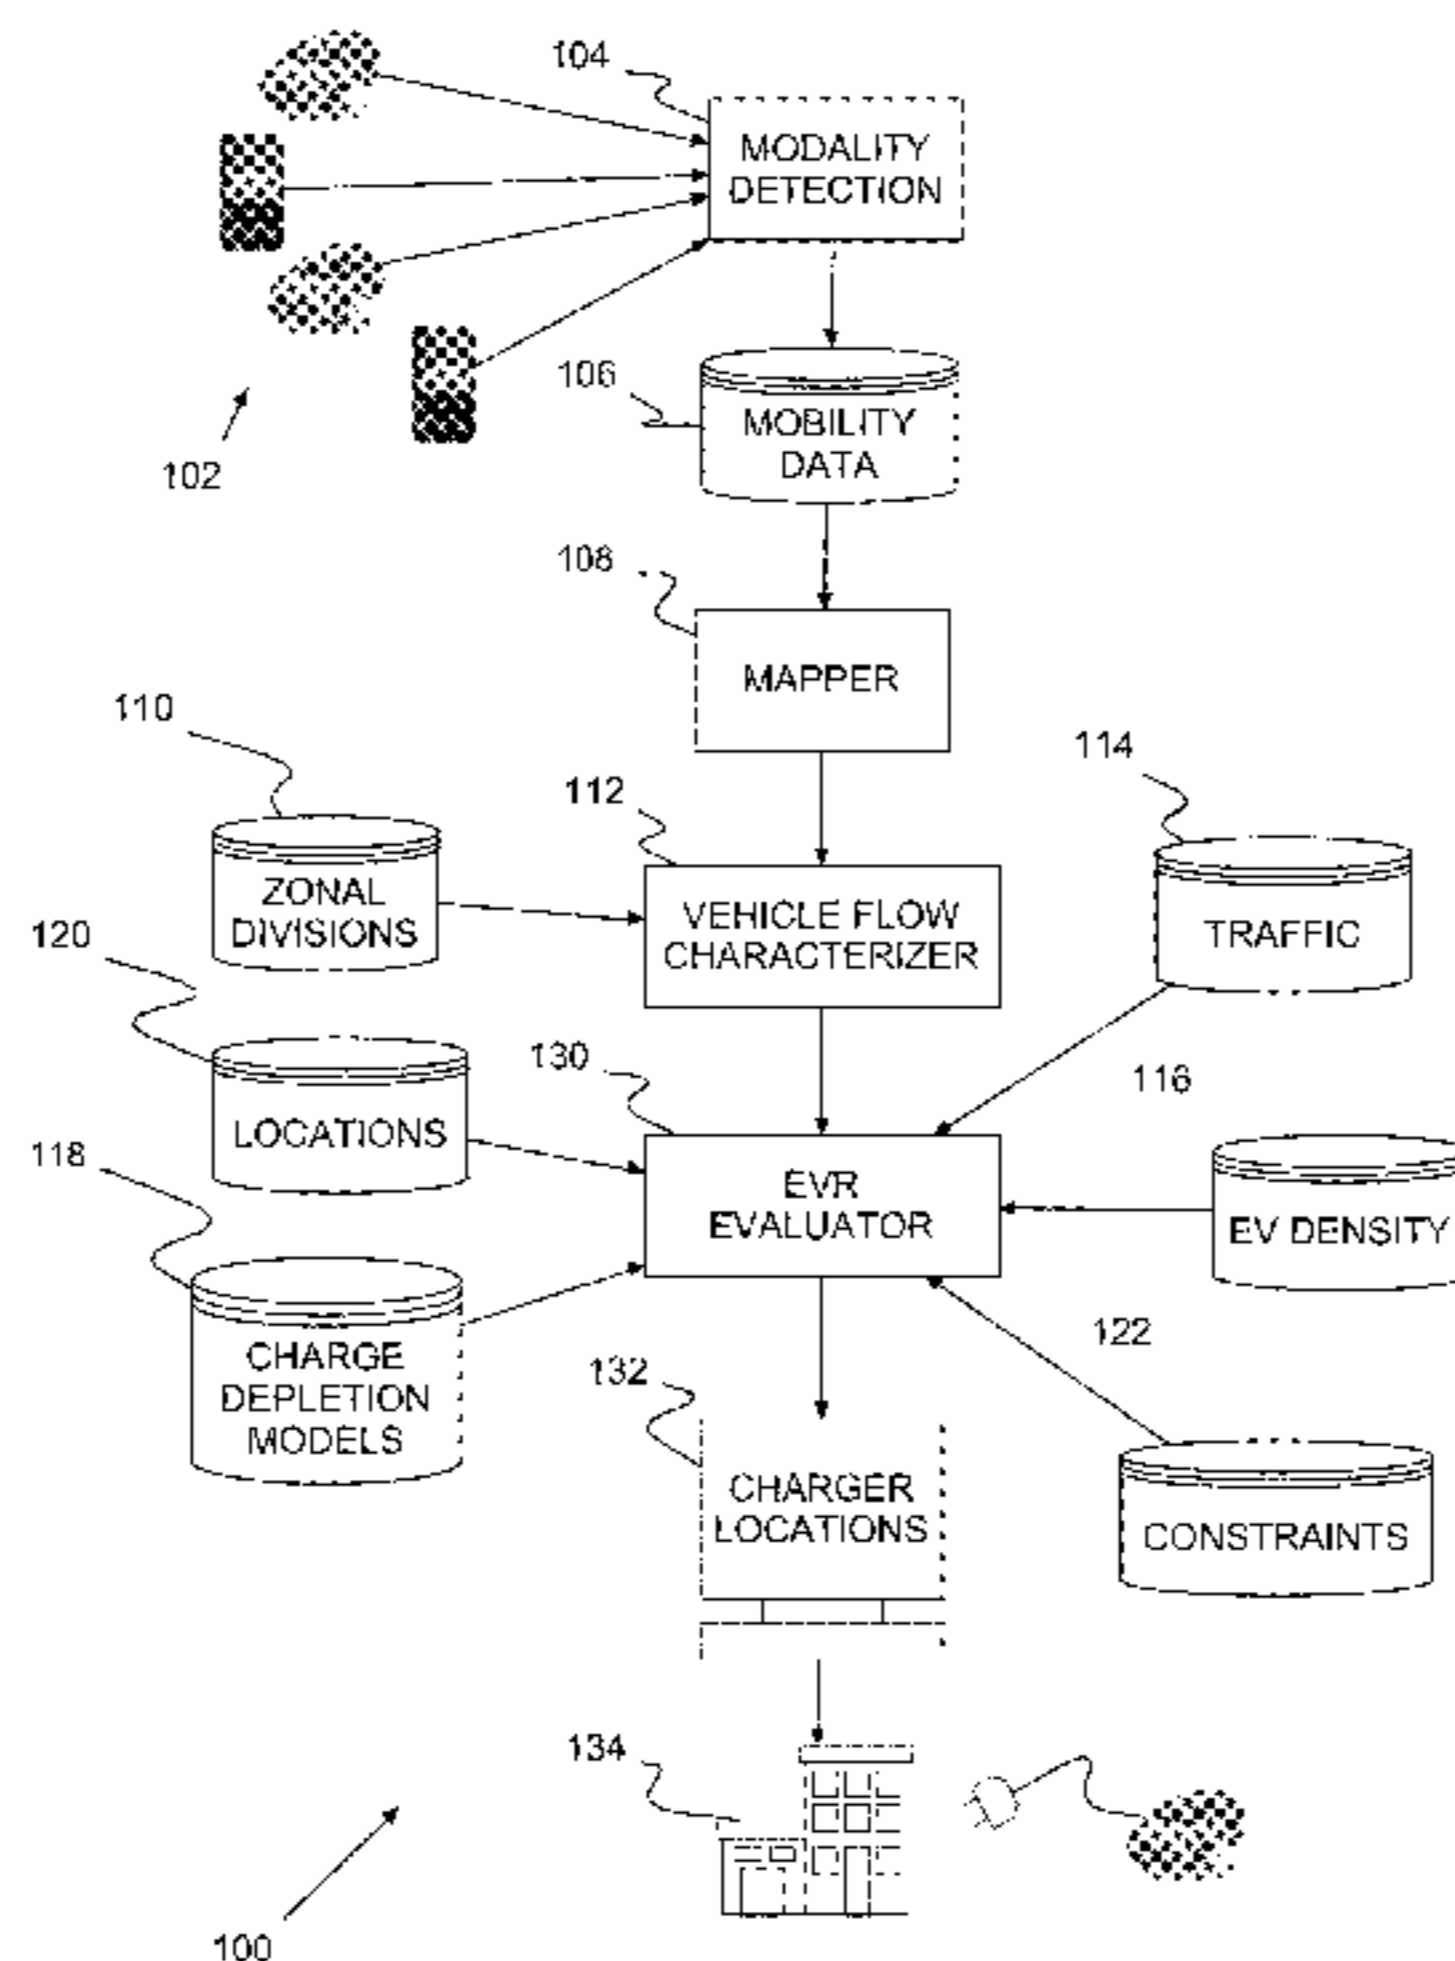 104
MODALITY
DETECTION
106
MOBILITY
DATA
102
108
MAPPER
110
114
112
ZONAL
DIVISIONS
VEHICLE FLOW
CHARACTERIZER
TRAFFIC
120
130
116
LOCATIONS
118
EVR
EVALUATOR
EV DENSITY
122
CHARGE
DEPLETION
MODELS
132
CHARGER
LOCATIONS
CONSTRAINTS
134
100